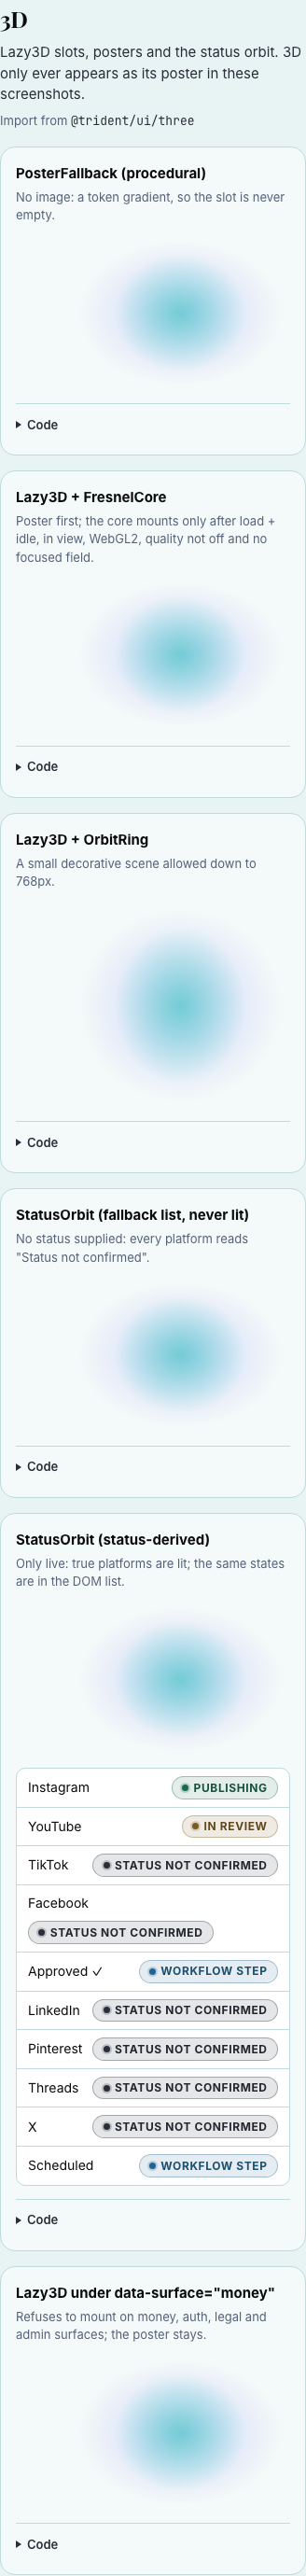 3D
Lazy3D slots, posters and the status orbit. 3D
only ever appears as its poster in these
screenshots.
Import from @trident/ui/three
PosterFallback (procedural)
No image: a token gradient, so the slot is never
empty.
Code
Lazy3D + FresnelCore
Poster first; the core mounts only after load +
idle, in view, WebGL2, quality not off and no
focused field.
Code
Lazy3D + OrbitRing
A small decorative scene allowed down to
768px.
Code
StatusOrbit (fallback list, never lit)
No status supplied: every platform reads
"Status not confirmed".
Code
StatusOrbit (status-derived)
Only live: true platforms are lit; the same states
are in the DOM list.
Instagram PUBLISHING
YouTube IN REVIEW
TikTok STATUS NOT CONFIRMED
Facebook
STATUS NOT CONFIRMED
Approved ✓ WORKFLOW STEP
LinkedIn STATUS NOT CONFIRMED
Pinterest STATUS NOT CONFIRMED
Threads STATUS NOT CONFIRMED
X STATUS NOT CONFIRMED
Scheduled WORKFLOW STEP
Code
Lazy3D under data-surface="money"
Refuses to mount on money, auth, legal and
admin surfaces; the poster stays.
Code